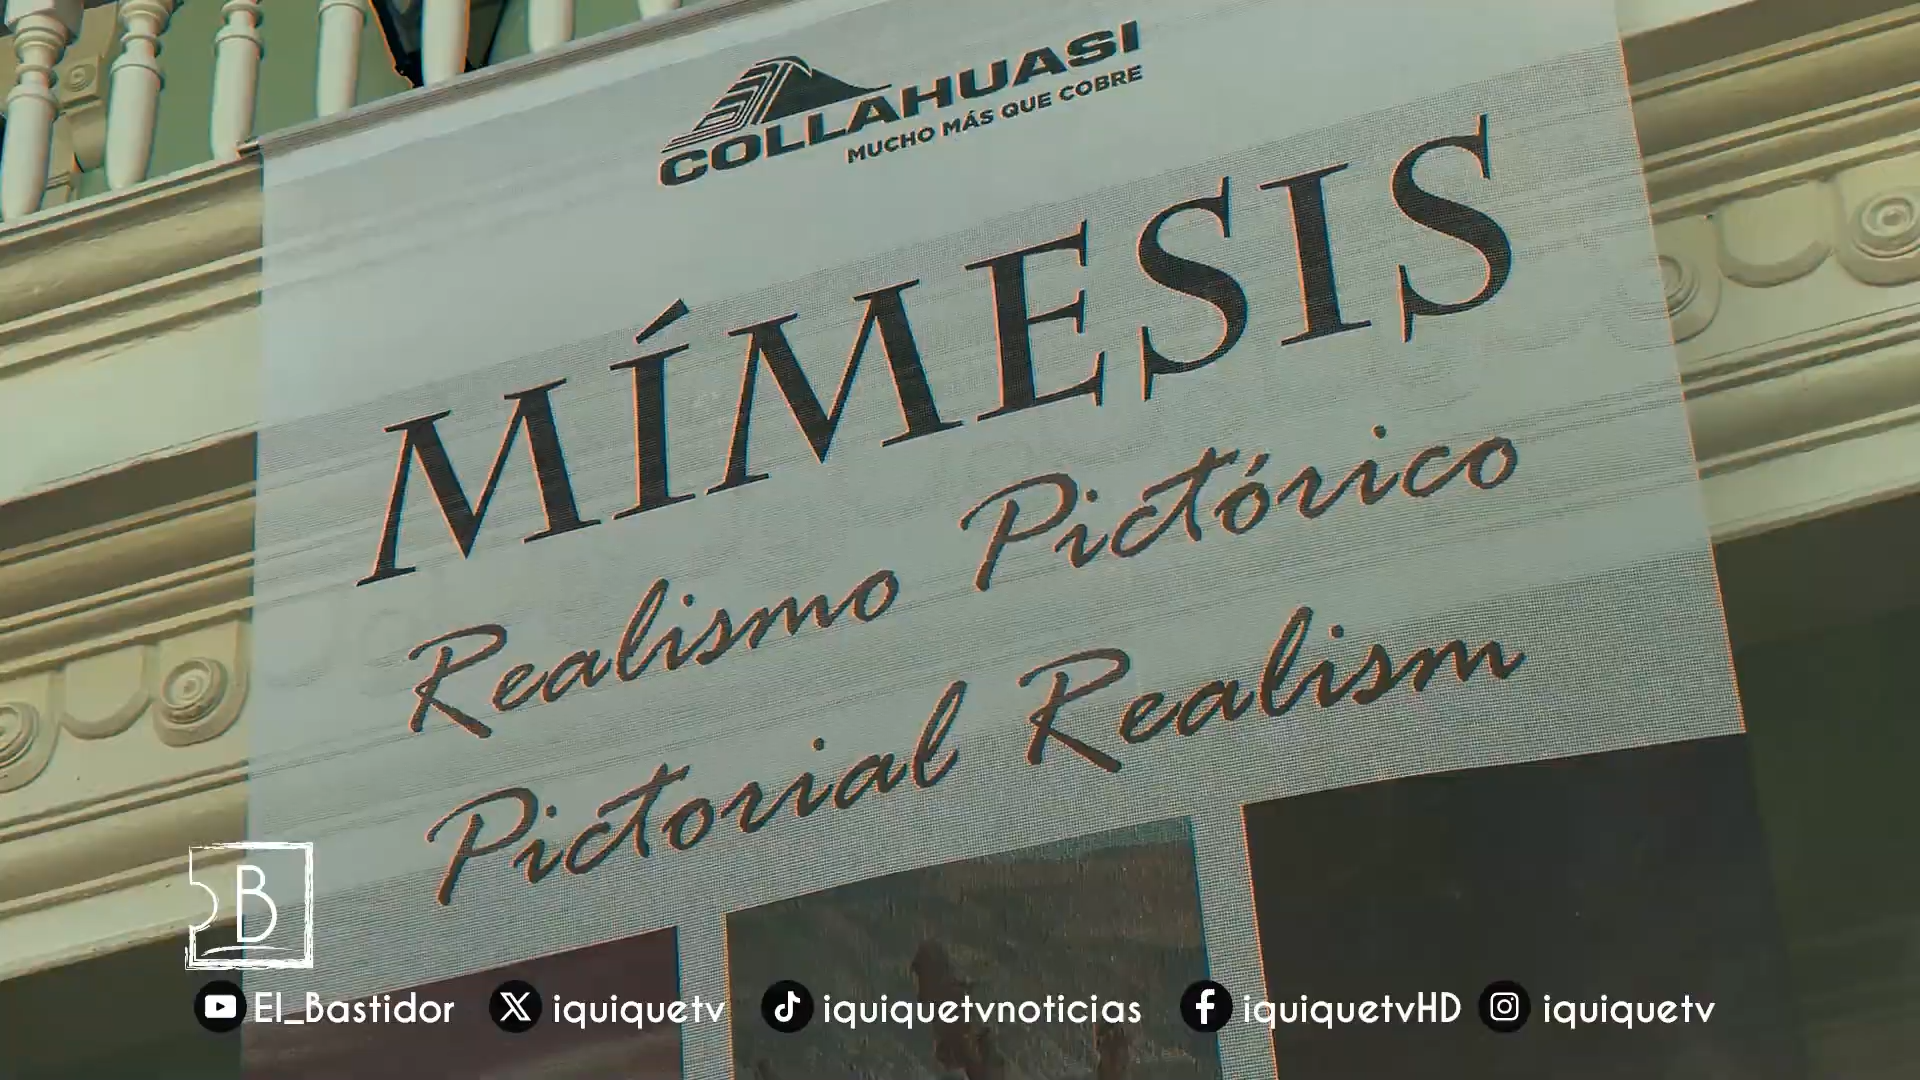 COLLAHUASI
MUCHO MÁS QUE COBRE
MÍMESIS
Realismo Pictórico
Pictorial Realism
B
El_Bastidor iquiquetv iquiquetvnoticias iquiquetvHD iquiquetv